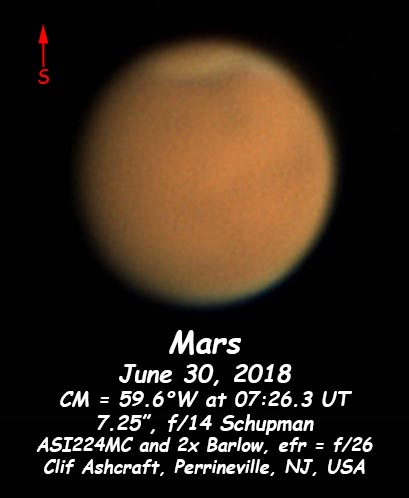 S
Mars
June 30, 2018
CM = 59.6°W at 07:26.3 UT
7.25”, f/14 Schupman
ASI224MC and 2x Barlow, efr = f/26
Clif Ashcraft, Perrineville, NJ, USA